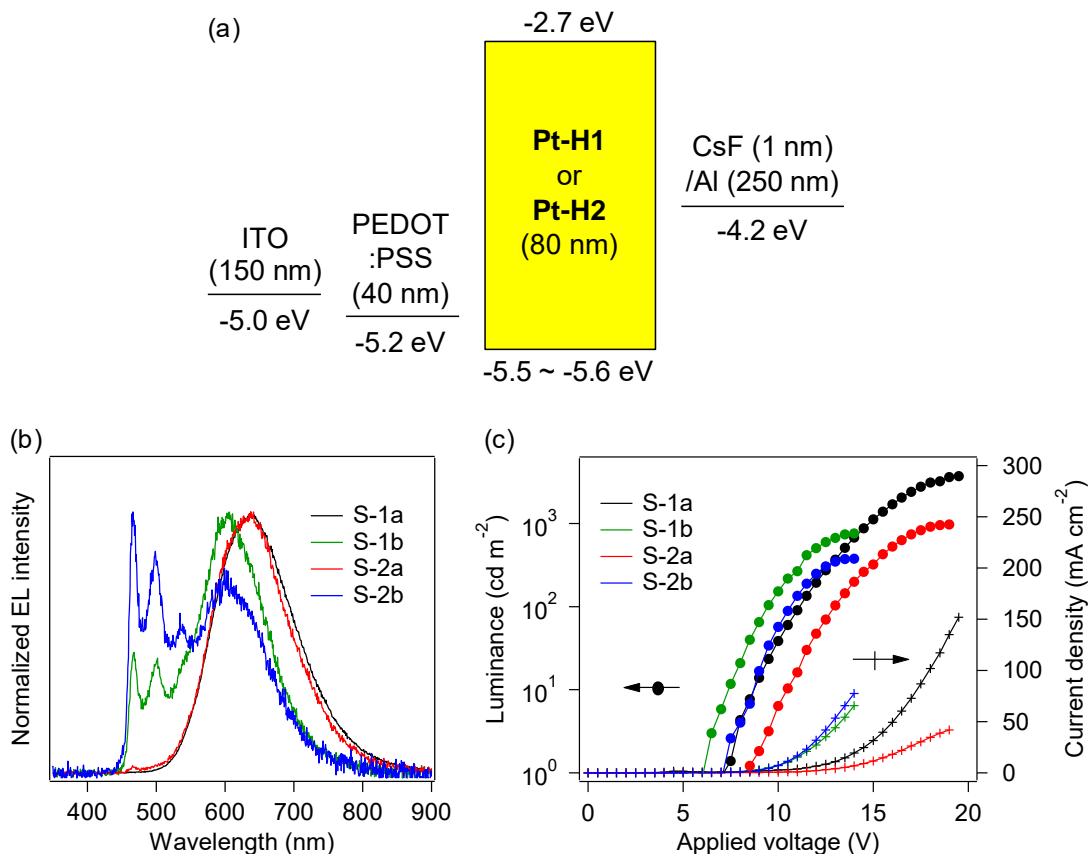 (a)
-2.7 eV
Pt-H1
or
Pt-H2
(80 nm)
CsF (1 nm)
/Al (250 nm)
-4.2 eV
ITO
(150 nm)
-5.0 eV
PEDOT
:PSS
(40 nm)
-5.2 eV
-5.5 ~ -5.6 eV
(b)
Normalized EL intensity
S-1a
S-1b
S-2a
S-2b
400 500 600 700 800 900
Wavelength (nm)
(c)
Luminance (cd m-2)
10^3
10^2
10^1
10^0
S-1a
S-1b
S-2a
S-2b
300
250
200
150
100
50
0
Current density (mA cm-2)
0 5 10 15 20
Applied voltage (V)